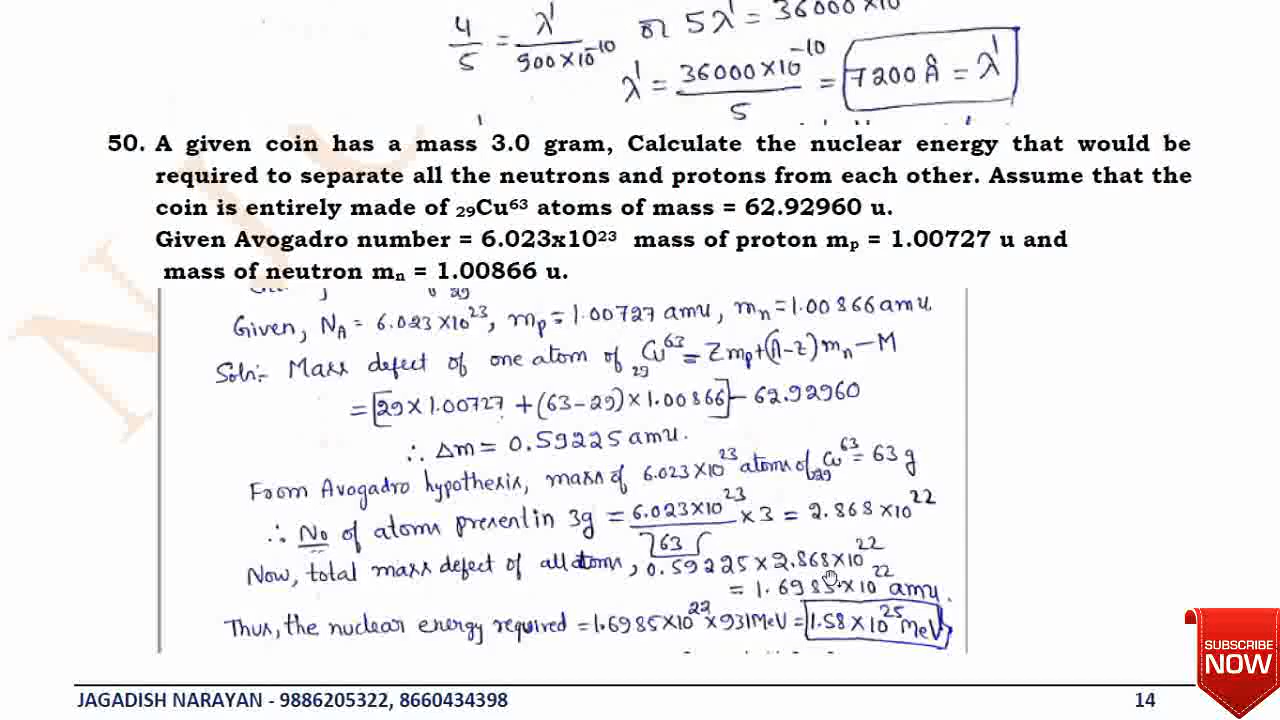 4/5 = λ'/900×10⁻¹⁰ or 5λ' = 36000×10
λ' = 36000×10⁻¹⁰/5 = 7200 Å = λ'
50. A given coin has a mass 3.0 gram, Calculate the nuclear energy that would be
required to separate all the neutrons and protons from each other. Assume that the
coin is entirely made of ₂₉Cu⁶³ atoms of mass = 62.92960 u.
Given Avogadro number = 6.023x10²³ mass of proton mₚ = 1.00727 u and
mass of neutron mₙ = 1.00866 u.
Given, N_A = 6.023×10²³, mₚ = 1.00727 amu, mₙ = 1.00866 amu
Soln:- Mass defect of one atom of ₂₉Cu⁶³ = Zmₚ+(A-Z)mₙ - M
= [29×1.00727 + (63-29)×1.00866] - 62.92960
∴ Δm = 0.59225 amu.
From Avogadro hypothesis, mass of 6.023×10²³ atoms of ₂₉Cu⁶³ = 63g
∴ No of atoms present in 3g = 6.023×10²³/63 ×3 = 2.868×10²²
Now, total mass defect of all atoms, 0.59225×2.868×10²²
= 1.6985×10²² amu.
Thus, the nuclear energy required = 1.6985×10²²×931MeV = 1.58×10²⁵ MeV
SUBSCRIBE
NOW
JAGADISH NARAYAN - 9886205322, 8660434398
14